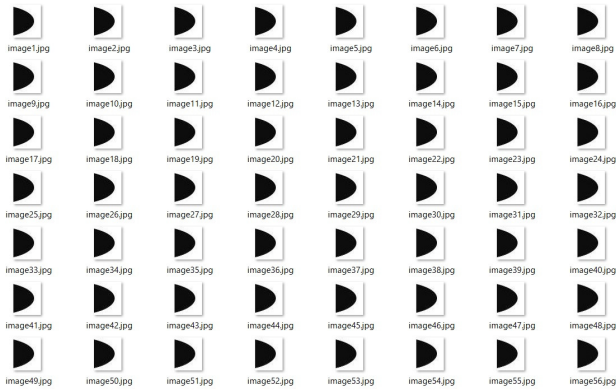 image1.jpg image2.jpg image3.jpg image4.jpg image5.jpg image6.jpg image7.jpg image8.jpg
image9.jpg image10.jpg image11.jpg image12.jpg image13.jpg image14.jpg image15.jpg image16.jpg
image17.jpg image18.jpg image19.jpg image20.jpg image21.jpg image22.jpg image23.jpg image24.jpg
image25.jpg image26.jpg image27.jpg image28.jpg image29.jpg image30.jpg image31.jpg image32.jpg
image33.jpg image34.jpg image35.jpg image36.jpg image37.jpg image38.jpg image39.jpg image40.jpg
image41.jpg image42.jpg image43.jpg image44.jpg image45.jpg image46.jpg image47.jpg image48.jpg
image49.jpg image50.jpg image51.jpg image52.jpg image53.jpg image54.jpg image55.jpg image56.jpg